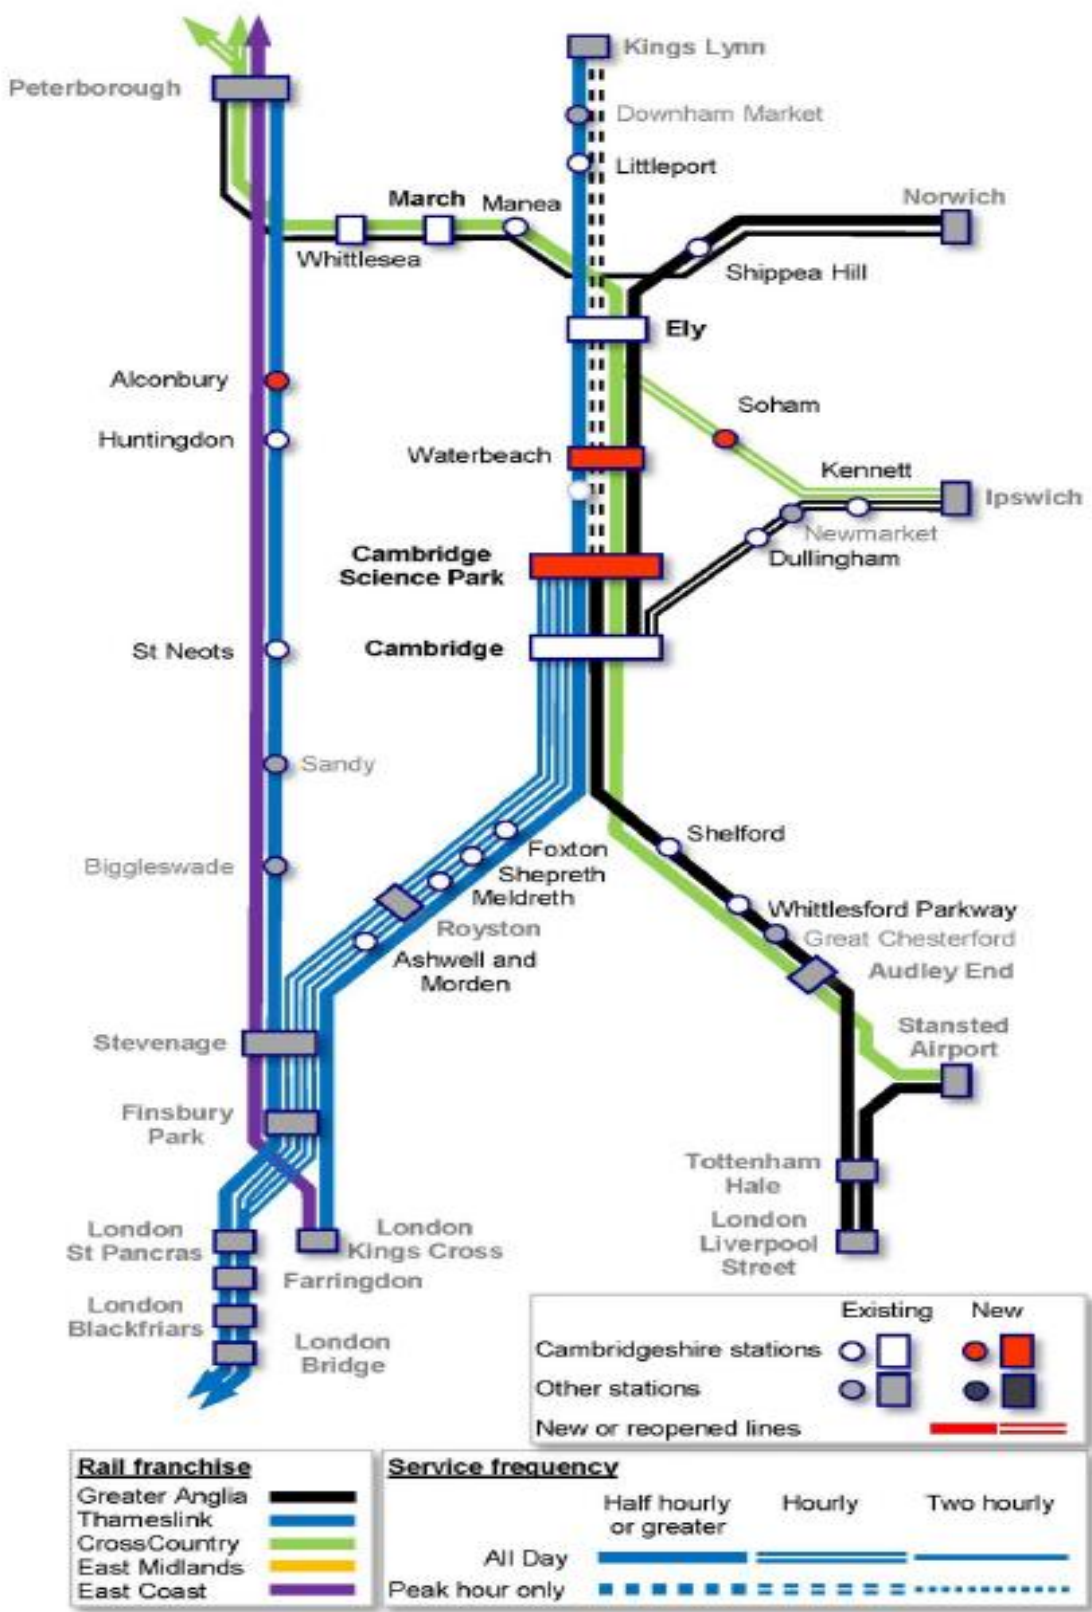 Kings Lynn
Peterborough
Downham Market
Littleport
March
Manea
Norwich
Whittlesea
Shippea Hill
Ely
Alconbury
Soham
Huntingdon
Waterbeach
Kennett
Ipswich
Newmarket
Dullingham
Cambridge
Science Park
St Neots
Cambridge
Sandy
Shelford
Foxton
Biggleswade
Shepreth
Meldreth
Whittlesford Parkway
Royston
Great Chesterford
Ashwell and
Morden
Audley End
Stevenage
Stansted
Airport
Finsbury
Park
Tottenham
Hale
London
St Pancras
London
Kings Cross
London
Liverpool
Street
Farringdon
London
Blackfriars
London
Bridge
Existing New
Cambridgeshire stations
Other stations
New or reopened lines
Rail franchise
Greater Anglia
Thameslink
CrossCountry
East Midlands
East Coast
Service frequency
Half hourly
or greater
Hourly
Two hourly
All Day
Peak hour only